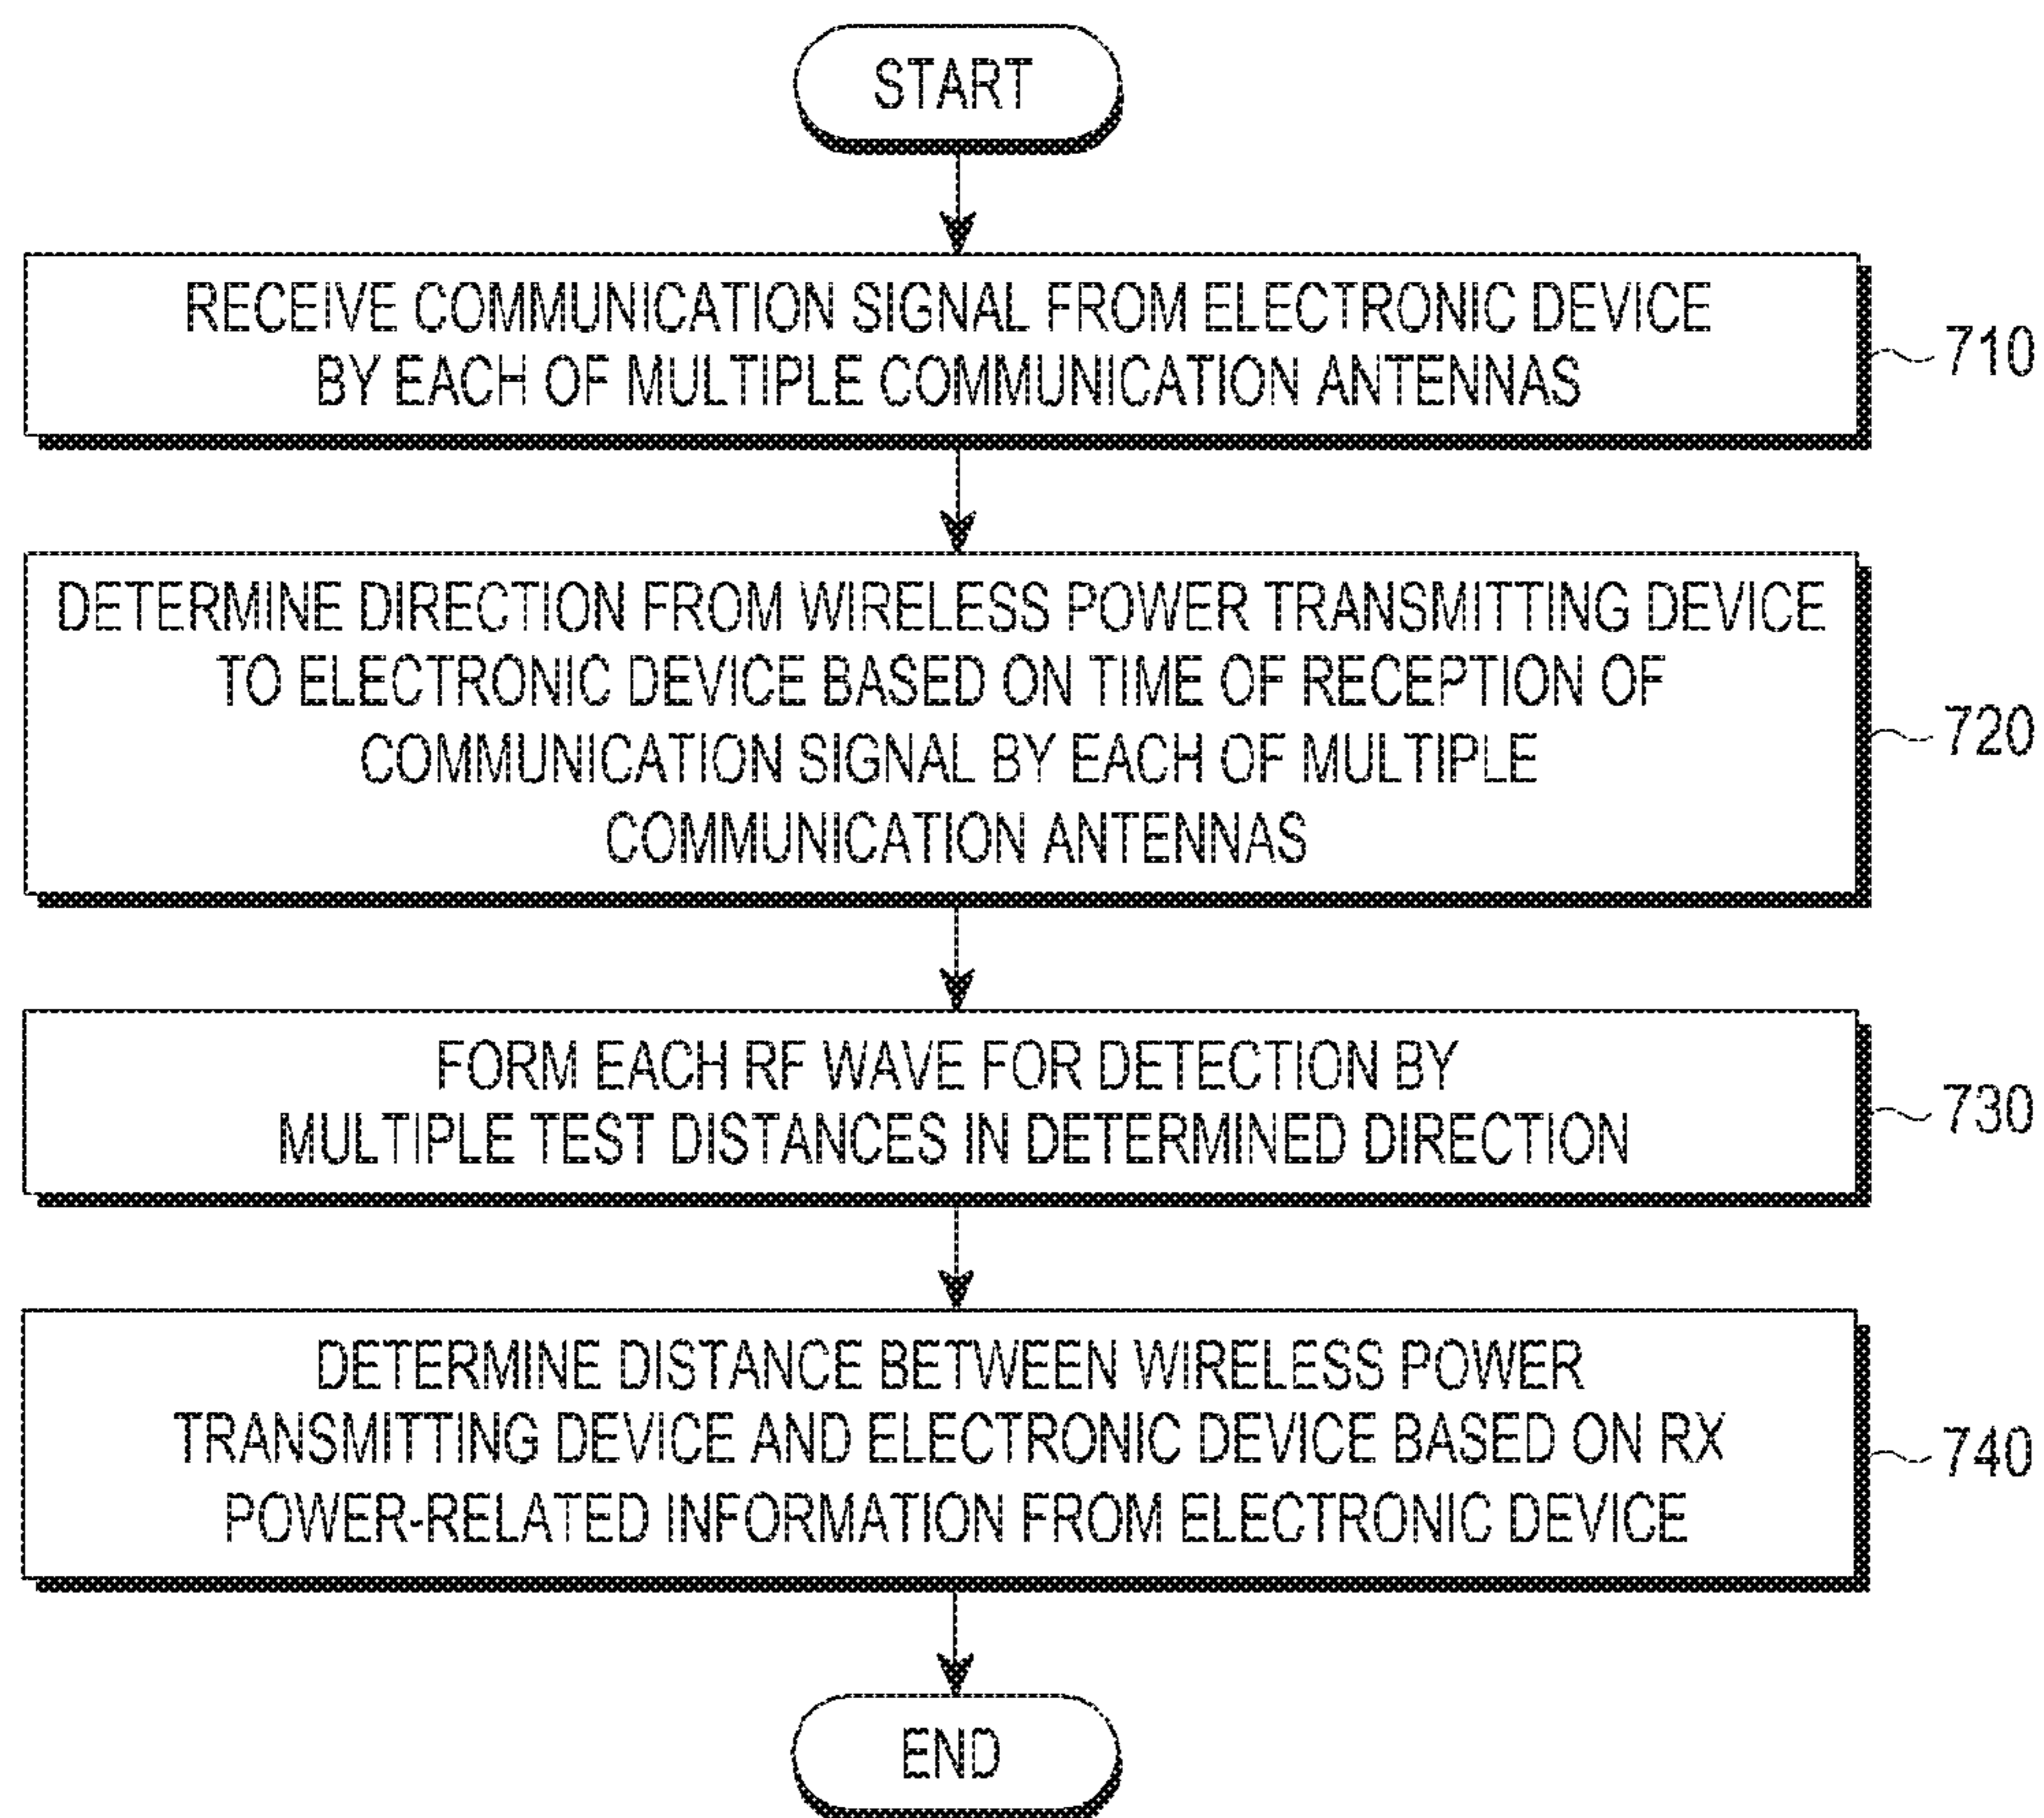 START
RECEIVE COMMUNICATION SIGNAL FROM ELECTRONIC DEVICE
BY EACH OF MULTIPLE COMMUNICATION ANTENNAS
710
DETERMINE DIRECTION FROM WIRELESS POWER TRANSMITTING DEVICE
TO ELECTRONIC DEVICE BASED ON TIME OF RECEPTION OF
COMMUNICATION SIGNAL BY EACH OF MULTIPLE
COMMUNICATION ANTENNAS
720
FORM EACH RF WAVE FOR DETECTION BY
MULTIPLE TEST DISTANCES IN DETERMINED DIRECTION
730
DETERMINE DISTANCE BETWEEN WIRELESS POWER
TRANSMITTING DEVICE AND ELECTRONIC DEVICE BASED ON RX
POWER-RELATED INFORMATION FROM ELECTRONIC DEVICE
740
END